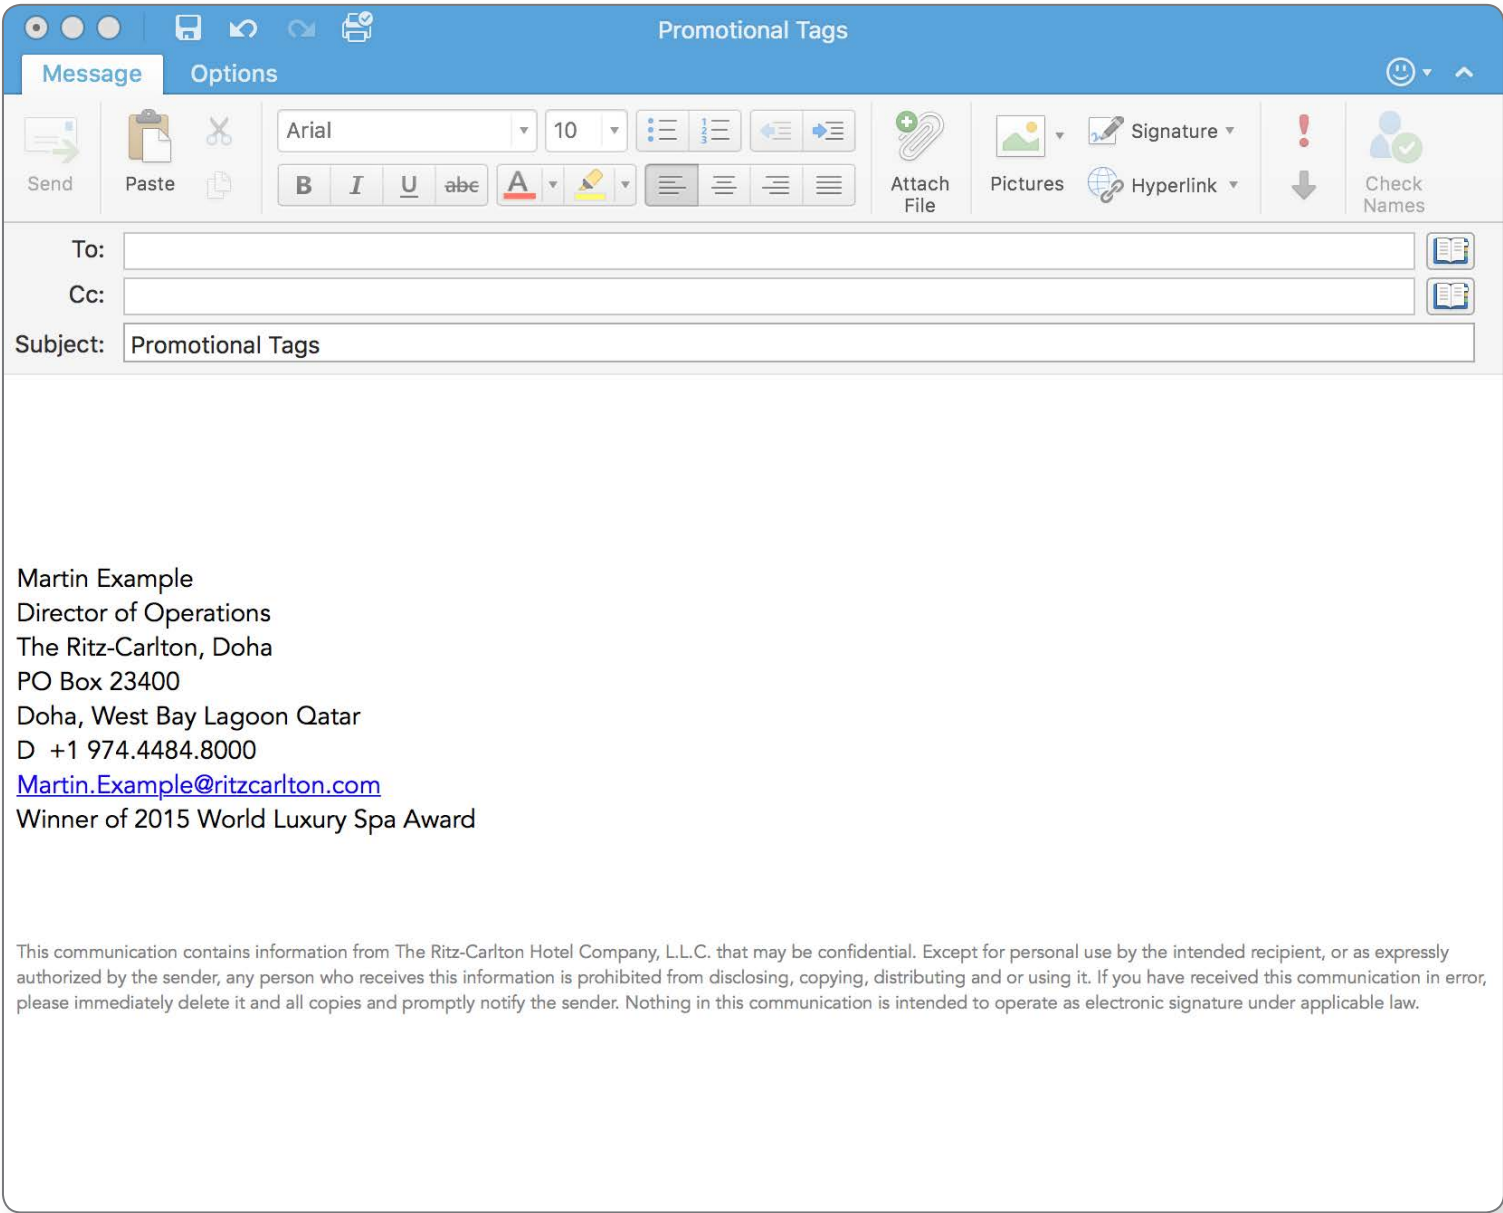 Promotional Tags
Message Options
Arial 10
Send Paste B I U abc A Attach File Pictures Signature Hyperlink Check Names
To:
Cc:
Subject: Promotional Tags
Martin Example
Director of Operations
The Ritz-Carlton, Doha
PO Box 23400
Doha, West Bay Lagoon Qatar
D +1 974.4484.8000
Martin.Example@ritzcarlton.com
Winner of 2015 World Luxury Spa Award
This communication contains information from The Ritz-Carlton Hotel Company, L.L.C. that may be confidential. Except for personal use by the intended recipient, or as expressly
authorized by the sender, any person who receives this information is prohibited from disclosing, copying, distributing and or using it. If you have received this communication in error,
please immediately delete it and all copies and promptly notify the sender. Nothing in this communication is intended to operate as electronic signature under applicable law.